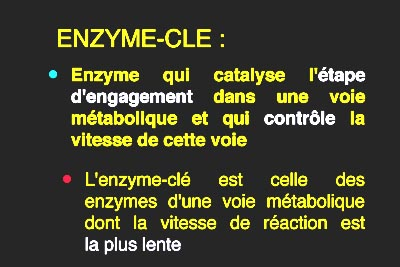 ENZYME-CLE :
Enzyme qui catalyse l'étape
d'engagement dans une voie
métabolique et qui contrôle la
vitesse de cette voie
L'enzyme-clé est celle des
enzymes d'une voie métabolique
dont la vitesse de réaction est
la plus lente